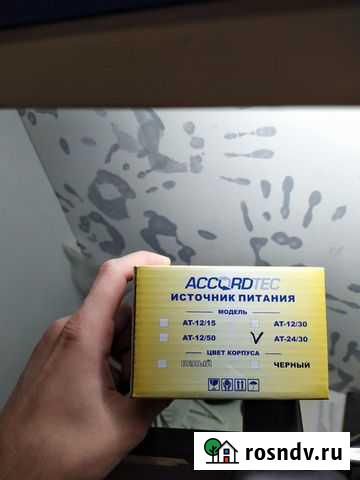 ACCORDTEC
ИСТОЧНИК ПИТАНИЯ
МОДЕЛЬ
AT-12/15 AT-12/30
AT-12/50 AT-24/30
ЦВЕТ КОРПУСА
БЕЛЫЙ ЧЕРНЫЙ
rosndv.ru